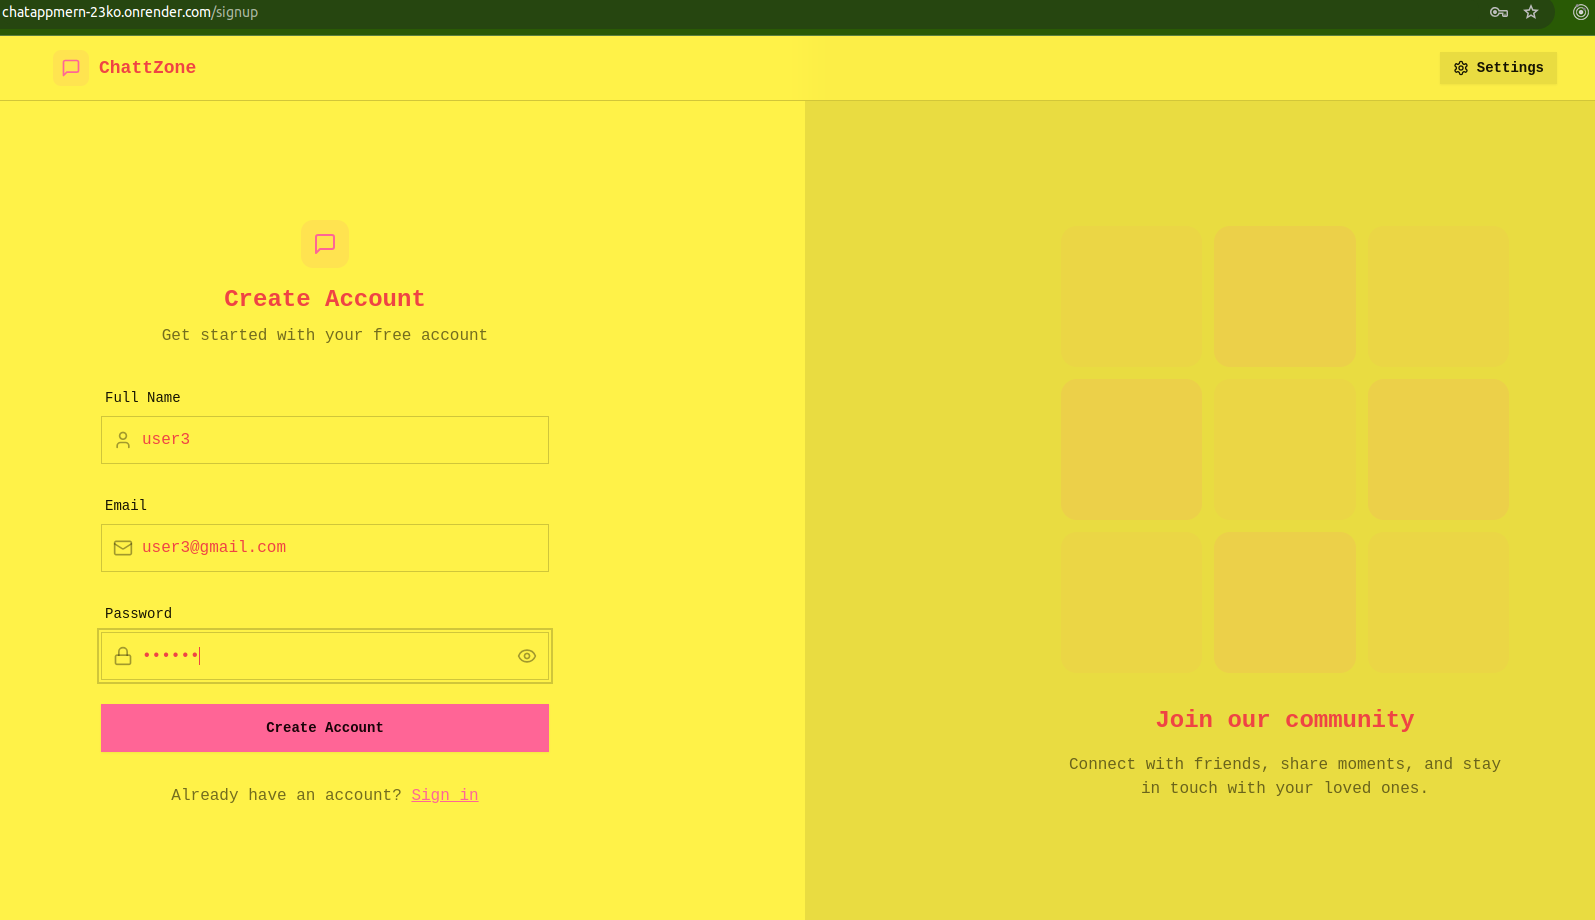 chatappmern-23ko.onrender.com/signup
ChattZone
Settings
Create Account
Get started with your free account
Full Name
user3
Email
user3@gmail.com
Password
••••••
Create Account
Already have an account? Sign in
Join our community
Connect with friends, share moments, and stay
in touch with your loved ones.